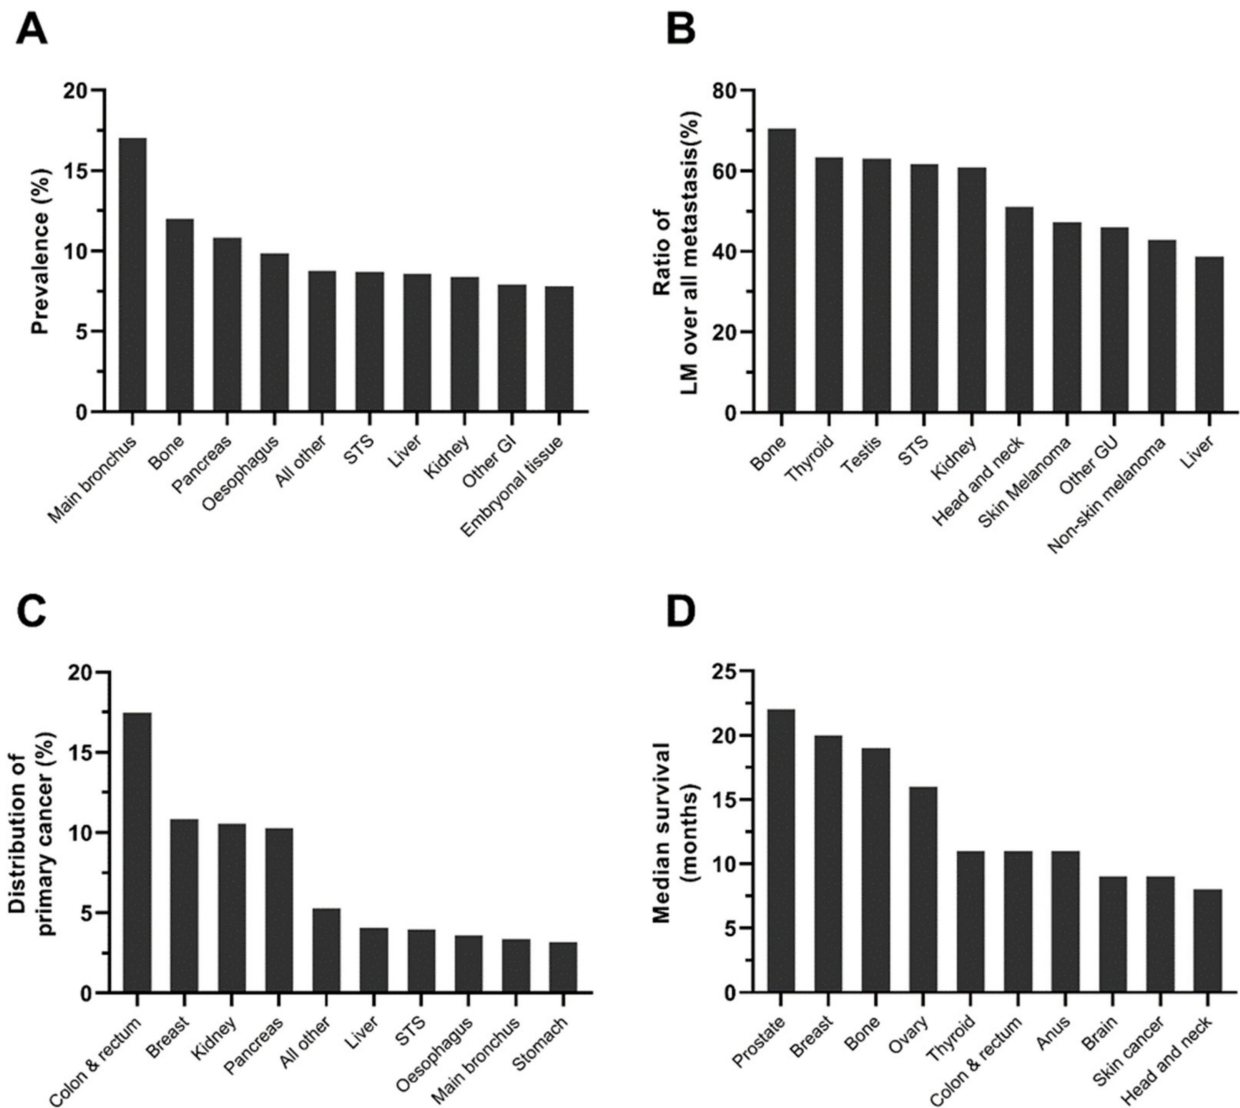 A
Prevalence (%)
20
15
10
5
0
Main bronchus
Bone
Pancreas
Oesophagus
All other
STS
Liver
Kidney
Other GI
Embryonal tissue
B
Ratio of
LM over all metastasis(%)
80
60
40
20
0
Bone
Thyroid
Testis
STS
Kidney
Head and neck
Skin Melanoma
Other GU
Non-skin melanoma
Liver
C
Distribution of
primary cancer (%)
20
15
10
5
0
Colon & rectum
Breast
Kidney
Pancreas
All other
Liver
STS
Oesophagus
Main bronchus
Stomach
D
Median survival
(months)
25
20
15
10
5
0
Prostate
Breast
Bone
Ovary
Thyroid
Colon & rectum
Anus
Brain
Skin cancer
Head and neck